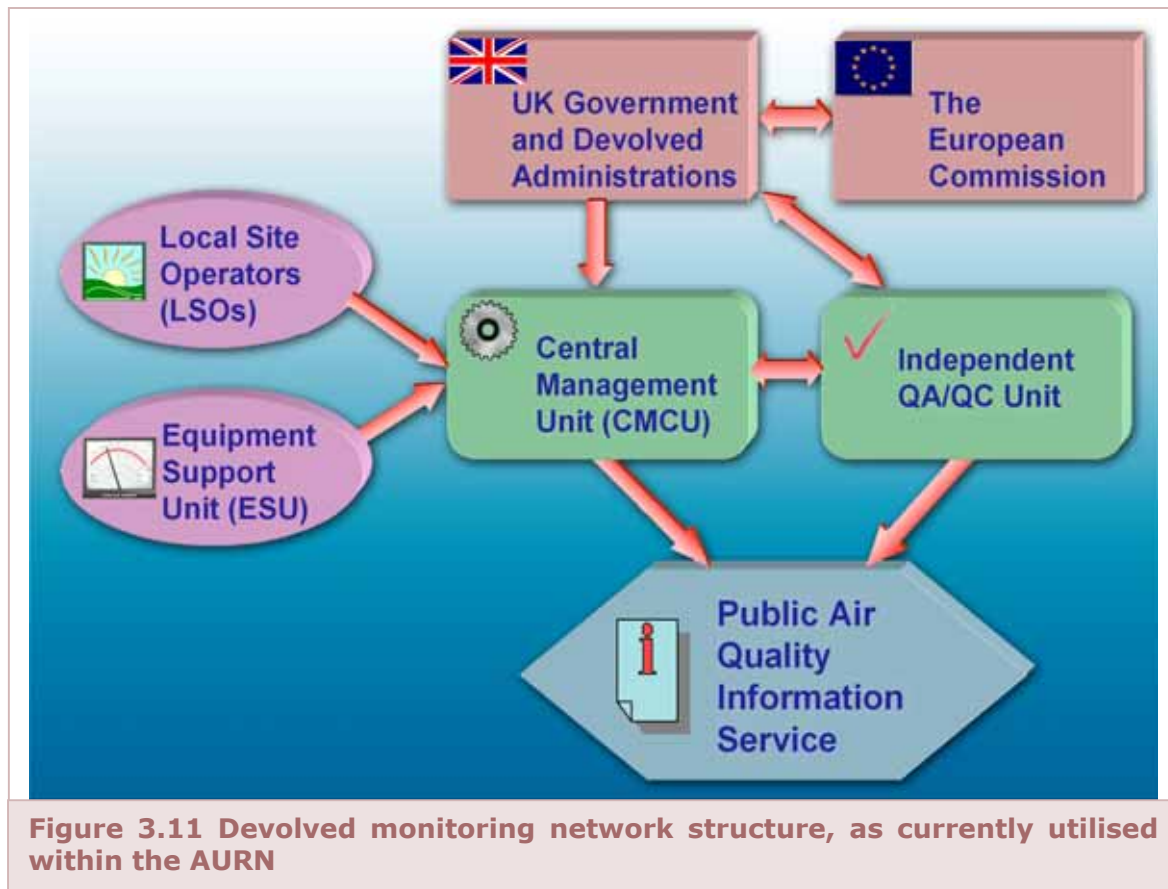 UK Government
and Devolved
Administrations
The
European
Commission
Local Site
Operators
(LSOs)
Central
Management
Unit (CMCU)
Independent
QA/QC Unit
Equipment
Support
Unit (ESU)
Public Air
Quality
Information
Service
Figure 3.11 Devolved monitoring network structure, as currently utilised
within the AURN